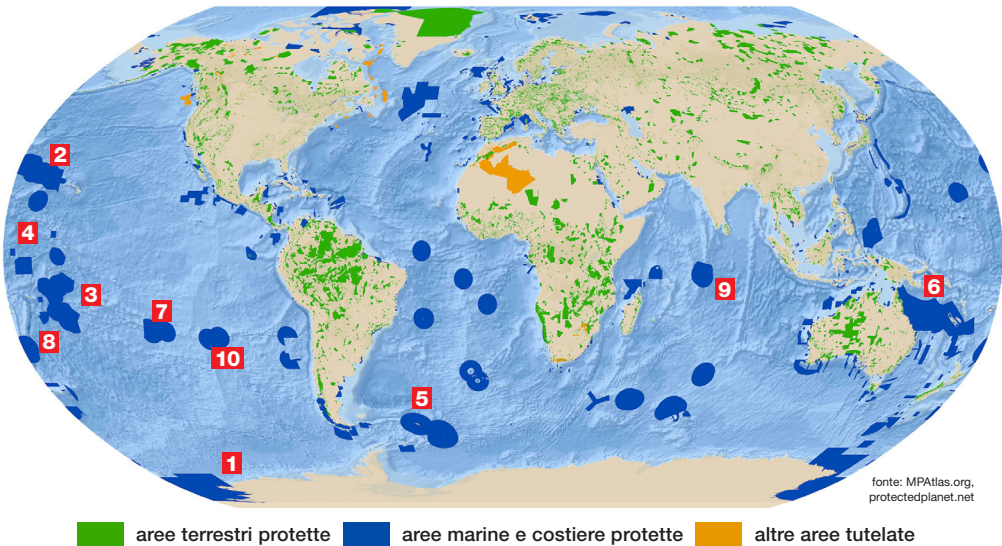 2
4
3
7
8
10
5
1
9
6
fonte: MPAtlas.org,
protectedplanet.net
aree terrestri protette
aree marine e costiere protette
altre aree tutelate